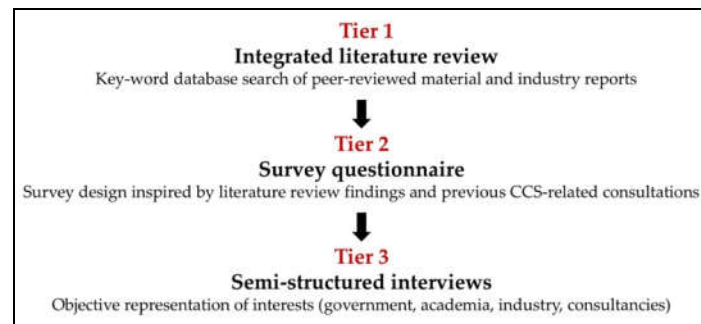 Tier 1
Integrated literature review
Key-word database search of peer-reviewed material and industry reports
Tier 2
Survey questionnaire
Survey design inspired by literature review findings and previous CCS-related consultations
Tier 3
Semi-structured interviews
Objective representation of interests (government, academia, industry, consultancies)